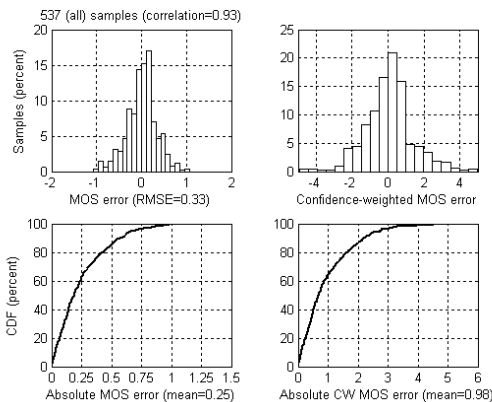 537 (all) samples (correlation=0.93)
Samples (percent)
20
15
10
5
0
-2 -1 0 1 2
MOS error (RMSE=0.33)
25
20
15
10
5
0
-4 -2 0 2 4
Confidence-weighted MOS error
CDF (percent)
100
80
60
40
20
0
0 0.25 0.5 0.75 1 1.25 1.5
Absolute MOS error (mean=0.25)
100
80
60
40
20
0
0 1 2 3 4 5 6
Absolute CW MOS error (mean=0.98)